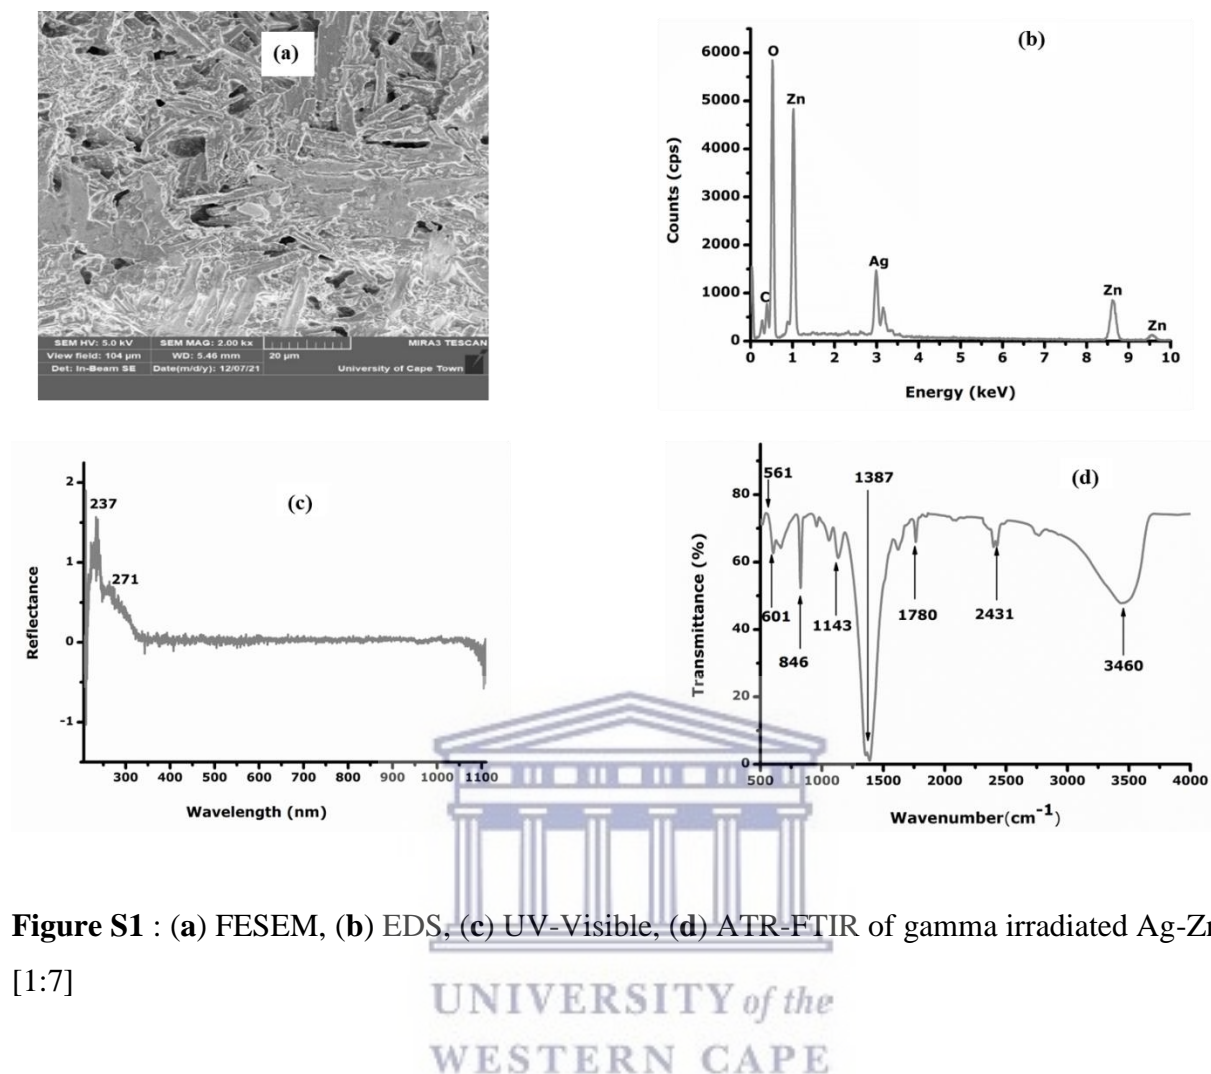 (a)
SEM HV: 5.0 kV SEM MAG: 2.00 kx MIRA3 TESCAN
View field: 104 µm WD: 5.46 mm 20 µm
Det: In-Beam SE Date(m/d/y): 12/07/21 University of Cape Town
(b)
Counts (cps)
6000
5000
4000
3000
2000
1000
0
O
Zn
C
Ag
Zn
Zn
0 1 2 3 4 5 6 7 8 9 10
Energy (keV)
(c)
Reflectance
2
1
0
-1
237
271
300 400 500 600 700 800 900 1000 1100
Wavelength (nm)
(d)
Transmittance (%)
80
60
40
20
0
561
1387
601
846
1143
1780
2431
3460
500 1000 1500 2000 2500 3000 3500 4000
Wavenumber(cm⁻¹)
Figure S1 : (a) FESEM, (b) EDS, (c) UV-Visible, (d) ATR-FTIR of gamma irradiated Ag-Zn
[1:7]
UNIVERSITY of the
WESTERN CAPE